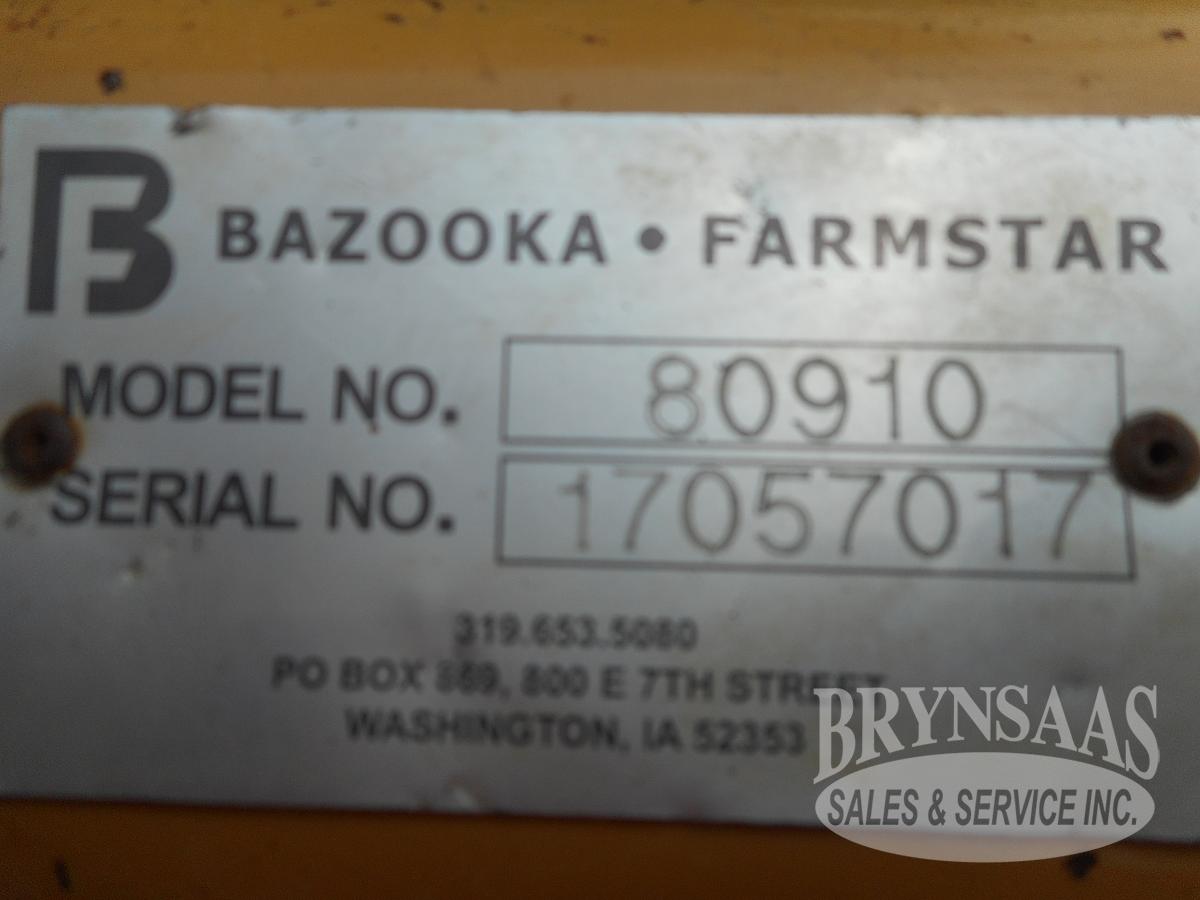 B BAZOOKA • FARMSTAR
MODEL NO. 80910
SERIAL NO. 17057017
319.653.5080
PO BOX 869, 800 E 7TH STREET
WASHINGTON, IA 52353
BRYNSAAS
SALES & SERVICE INC.